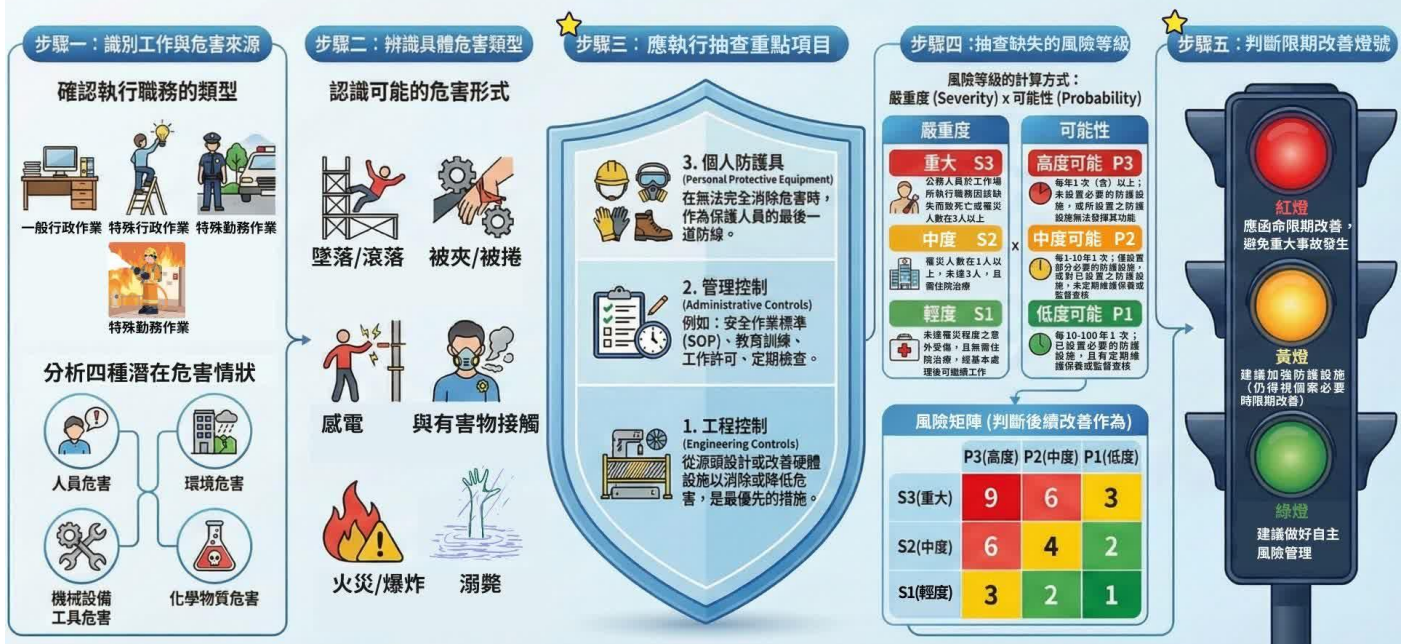 步驟一：識別工作與危害來源
確認執行職務的類型
一般行政作業
特殊行政作業
特殊勤務作業
特殊勤務作業
分析四種潛在危害情狀
人員危害
環境危害
機械設備
工具危害
化學物質危害
步驟二：辨識具體危害類型
認識可能的危害形式
墜落/滾落
被夾/被捲
感電
與有害物接觸
火災/爆炸
溺斃
步驟三：應執行抽查重點項目
3. 個人防護具
(Personal Protective Equipment)
在無法完全消除危害時，
作為保護人員的最後一
道防線。
2. 管理控制
(Administrative Controls)
例如：安全作業標準
(SOP)、教育訓練、
工作許可、定期檢查。
1. 工程控制
(Engineering Controls)
從源頭設計或改善硬體
設施以消除或降低危
害，是最優先的措施。
步驟四：抽查缺失的風險等級
風險等級的計算方式：
嚴重度 (Severity) x 可能性 (Probability)
嚴重度
重大 S3
公務人員於工作場
所執行職務因該缺
失而致死亡或罹災
人數在3人以上
中度 S2
罹災人數在1人以
上，未達3人，且
需住院治療
輕度 S1
未達罹災程度之意
外受傷，且無需住
院治療，經基本處
理後可繼續工作
x
可能性
高度可能 P3
每年1次（含）以上；
未設置必要的防護設
施，或所設置之防護
設施無法發揮其功能
中度可能 P2
每1-10年1次；僅設置
部分必要的防護設施，
或對已設置之防護設
施，未定期維護保養或
監督查核
低度可能 P1
每10-100年1次；
已設置必要的防護
設施，且有定期維
護保養或監督查核
風險矩陣 (判斷後續改善作為)
P3(高度) P2(中度) P1(低度)
S3(重大) 9 6 3
S2(中度) 6 4 2
S1(輕度) 3 2 1
步驟五：判斷限期改善燈號
紅燈
應函命限期改善，
避免重大事故發生
黃燈
建議加強防護設施
（仍得視個案必要
時限期改善）
綠燈
建議做好自主
風險管理